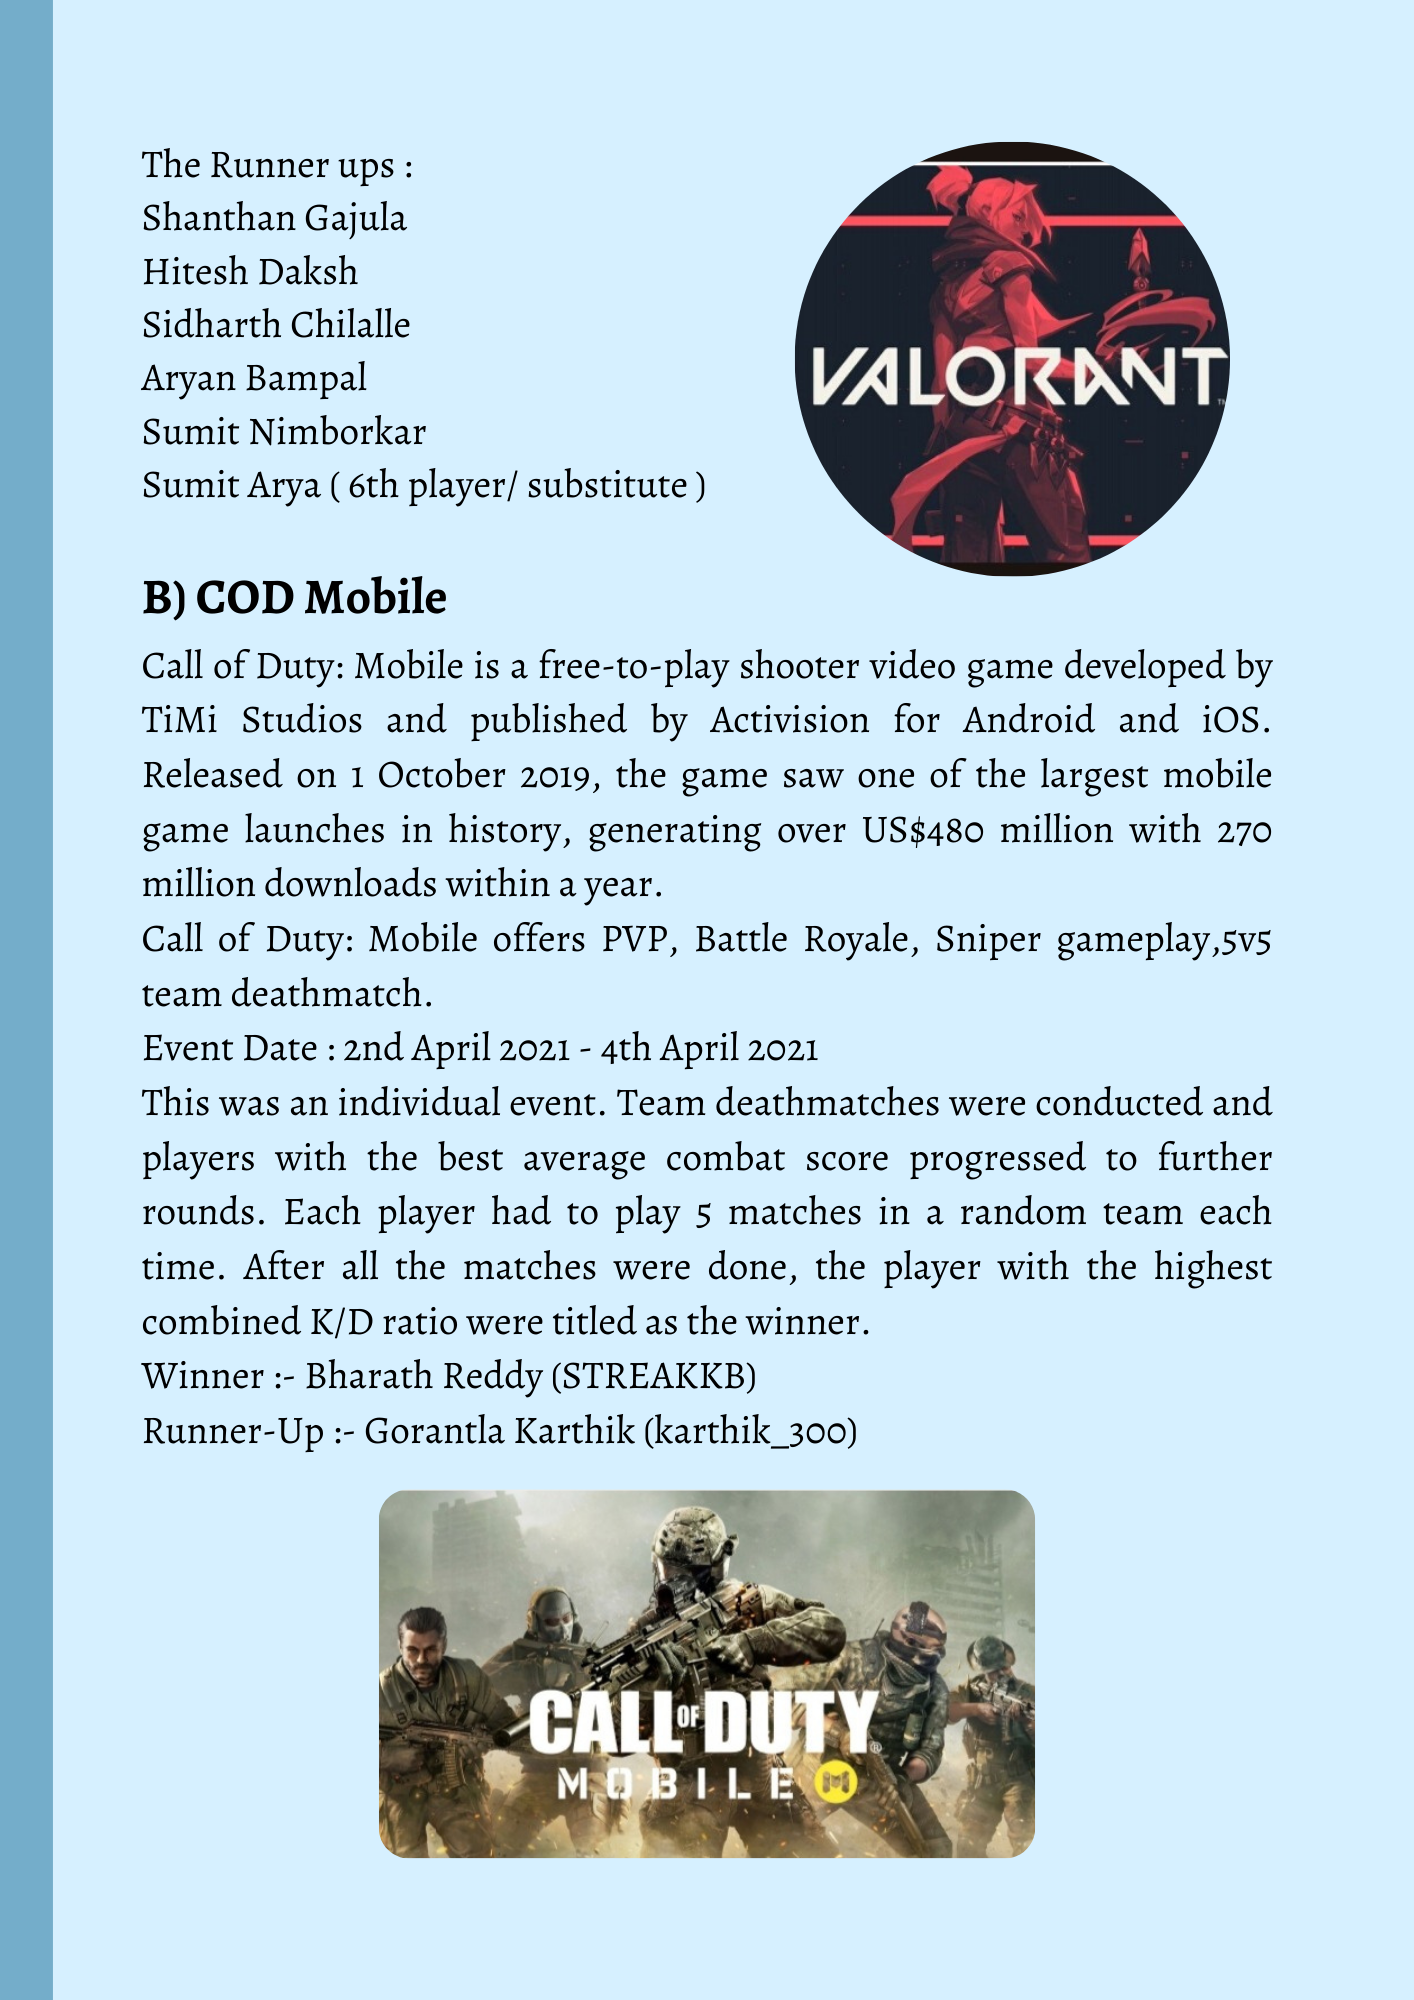 The Runner ups :
Shanthan Gajula
Hitesh Daksh
Sidharth Chilalle
Aryan Bampal
Sumit Nimborkar
Sumit Arya ( 6th player/ substitute )
VALORANT
B) COD Mobile
Call of Duty: Mobile is a free-to-play shooter video game developed by
TiMi Studios and published by Activision for Android and iOS.
Released on 1 October 2019, the game saw one of the largest mobile
game launches in history, generating over US$480 million with 270
million downloads within a year.
Call of Duty: Mobile offers PVP, Battle Royale, Sniper gameplay,5v5
team deathmatch.
Event Date : 2nd April 2021 - 4th April 2021
This was an individual event. Team deathmatches were conducted and
players with the best average combat score progressed to further
rounds. Each player had to play 5 matches in a random team each
time. After all the matches were done, the player with the highest
combined K/D ratio were titled as the winner.
Winner :- Bharath Reddy (STREAKKB)
Runner-Up :- Gorantla Karthik (karthik_300)
CALL OF DUTY®
MOBILE